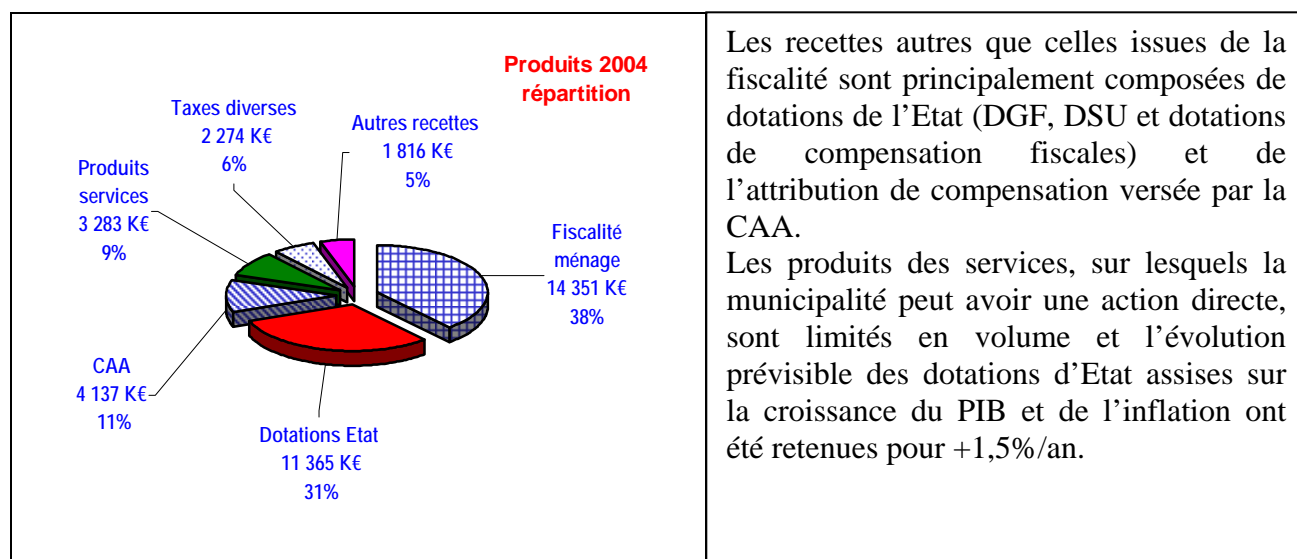 Produits 2004
répartition
Taxes diverses
2 274 K€
6%
Autres recettes
1 816 K€
5%
Produits
services
3 283 K€
9%
Fiscalité
ménage
14 351 K€
38%
CAA
4 137 K€
11%
Dotations Etat
11 365 K€
31%
Les recettes autres que celles issues de la
fiscalité sont principalement composées de
dotations de l’Etat (DGF, DSU et dotations
de compensation fiscales) et de
l’attribution de compensation versée par la
CAA.
Les produits des services, sur lesquels la
municipalité peut avoir une action directe,
sont limités en volume et l’évolution
prévisible des dotations d’Etat assises sur
la croissance du PIB et de l’inflation ont
été retenues pour +1,5%/an.